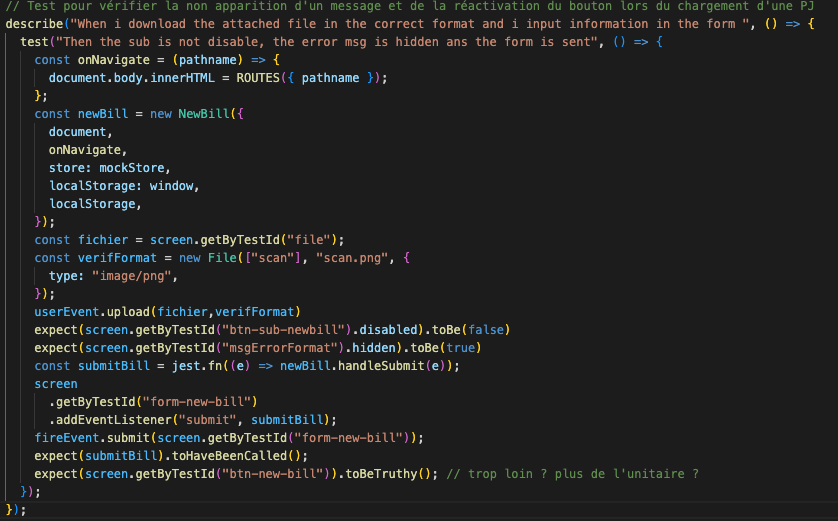 // Test pour vérifier la non apparition d'un message et de la réactivation du bouton lors du chargement d'une PJ
describe("When i download the attached file in the correct format and i input information in the form ", () => {
  test("Then the sub is not disable, the error msg is hidden ans the form is sent", () => {
    const onNavigate = (pathname) => {
      document.body.innerHTML = ROUTES({ pathname });
    };
    const newBill = new NewBill({
      document,
      onNavigate,
      store: mockStore,
      localStorage: window,
      localStorage,
    });
    const fichier = screen.getByTestId("file");
    const verifFormat = new File(["scan"], "scan.png", {
      type: "image/png",
    });
    userEvent.upload(fichier,verifFormat)
    expect(screen.getByTestId("btn-sub-newbill").disabled).toBe(false)
    expect(screen.getByTestId("msgErrorFormat").hidden).toBe(true)
    const submitBill = jest.fn((e) => newBill.handleSubmit(e));
    screen
      .getByTestId("form-new-bill")
      .addEventListener("submit", submitBill);
    fireEvent.submit(screen.getByTestId("form-new-bill"));
    expect(submitBill).toHaveBeenCalled();
    expect(screen.getByTestId("btn-new-bill")).toBeTruthy(); // trop loin ? plus de l'unitaire ?
  });
});